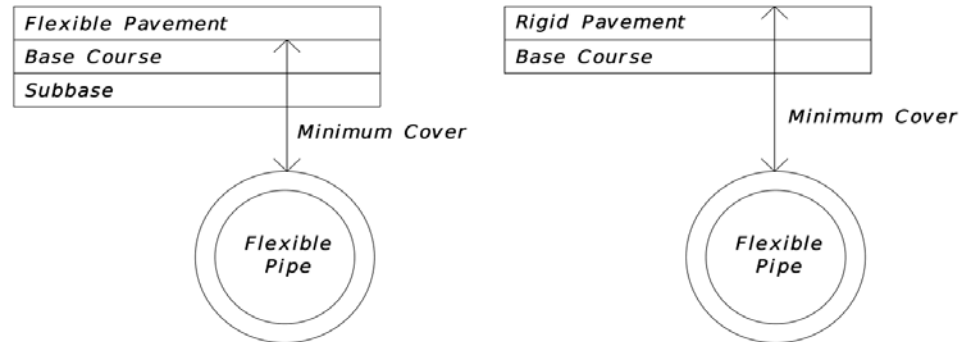 Flexible Pavement
Base Course
Subbase
Minimum Cover
Flexible
Pipe
Rigid Pavement
Base Course
Minimum Cover
Flexible
Pipe